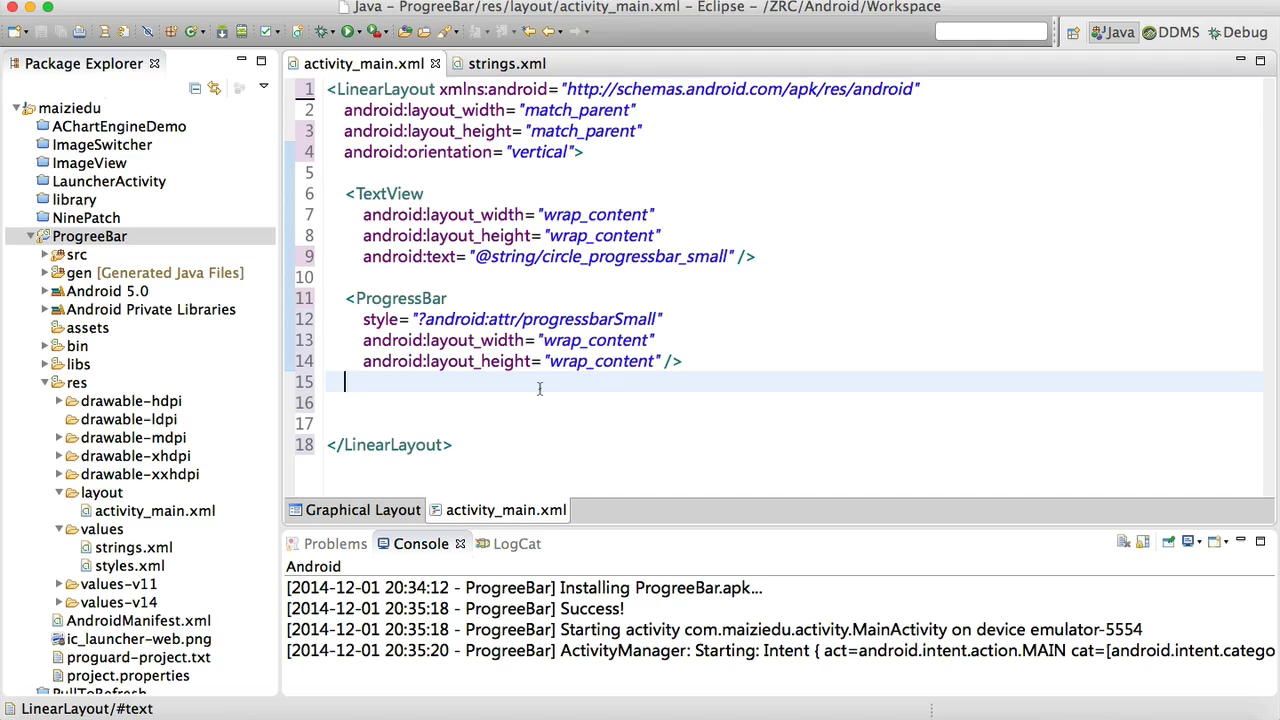 Java - ProgreeBar/res/layout/activity_main.xml - Eclipse - /ZRC/Android/Workspace
Java DDMS Debug
Package Explorer
maiziedu
AChartEngineDemo
ImageSwitcher
ImageView
LauncherActivity
library
NinePatch
ProgreeBar
src
gen [Generated Java Files]
Android 5.0
Android Private Libraries
assets
bin
libs
res
drawable-hdpi
drawable-ldpi
drawable-mdpi
drawable-xhdpi
drawable-xxhdpi
layout
activity_main.xml
values
strings.xml
styles.xml
values-v11
values-v14
AndroidManifest.xml
ic_launcher-web.png
proguard-project.txt
project.properties
PullToRefresh
activity_main.xml strings.xml
1 <LinearLayout xmlns:android="http://schemas.android.com/apk/res/android"
2 android:layout_width="match_parent"
3 android:layout_height="match_parent"
4 android:orientation="vertical">
5
6 <TextView
7 android:layout_width="wrap_content"
8 android:layout_height="wrap_content"
9 android:text="@string/circle_progressbar_small" />
10
11 <ProgressBar
12 style="?android:attr/progressbarSmall"
13 android:layout_width="wrap_content"
14 android:layout_height="wrap_content" />
15
16
17
18 </LinearLayout>
Graphical Layout activity_main.xml
Problems Console LogCat
Android
[2014-12-01 20:34:12 - ProgreeBar] Installing ProgreeBar.apk...
[2014-12-01 20:35:18 - ProgreeBar] Success!
[2014-12-01 20:35:18 - ProgreeBar] Starting activity com.maiziedu.activity.MainActivity on device emulator-5554
[2014-12-01 20:35:20 - ProgreeBar] ActivityManager: Starting: Intent { act=android.intent.action.MAIN cat=[android.intent.catego
LinearLayout/#text